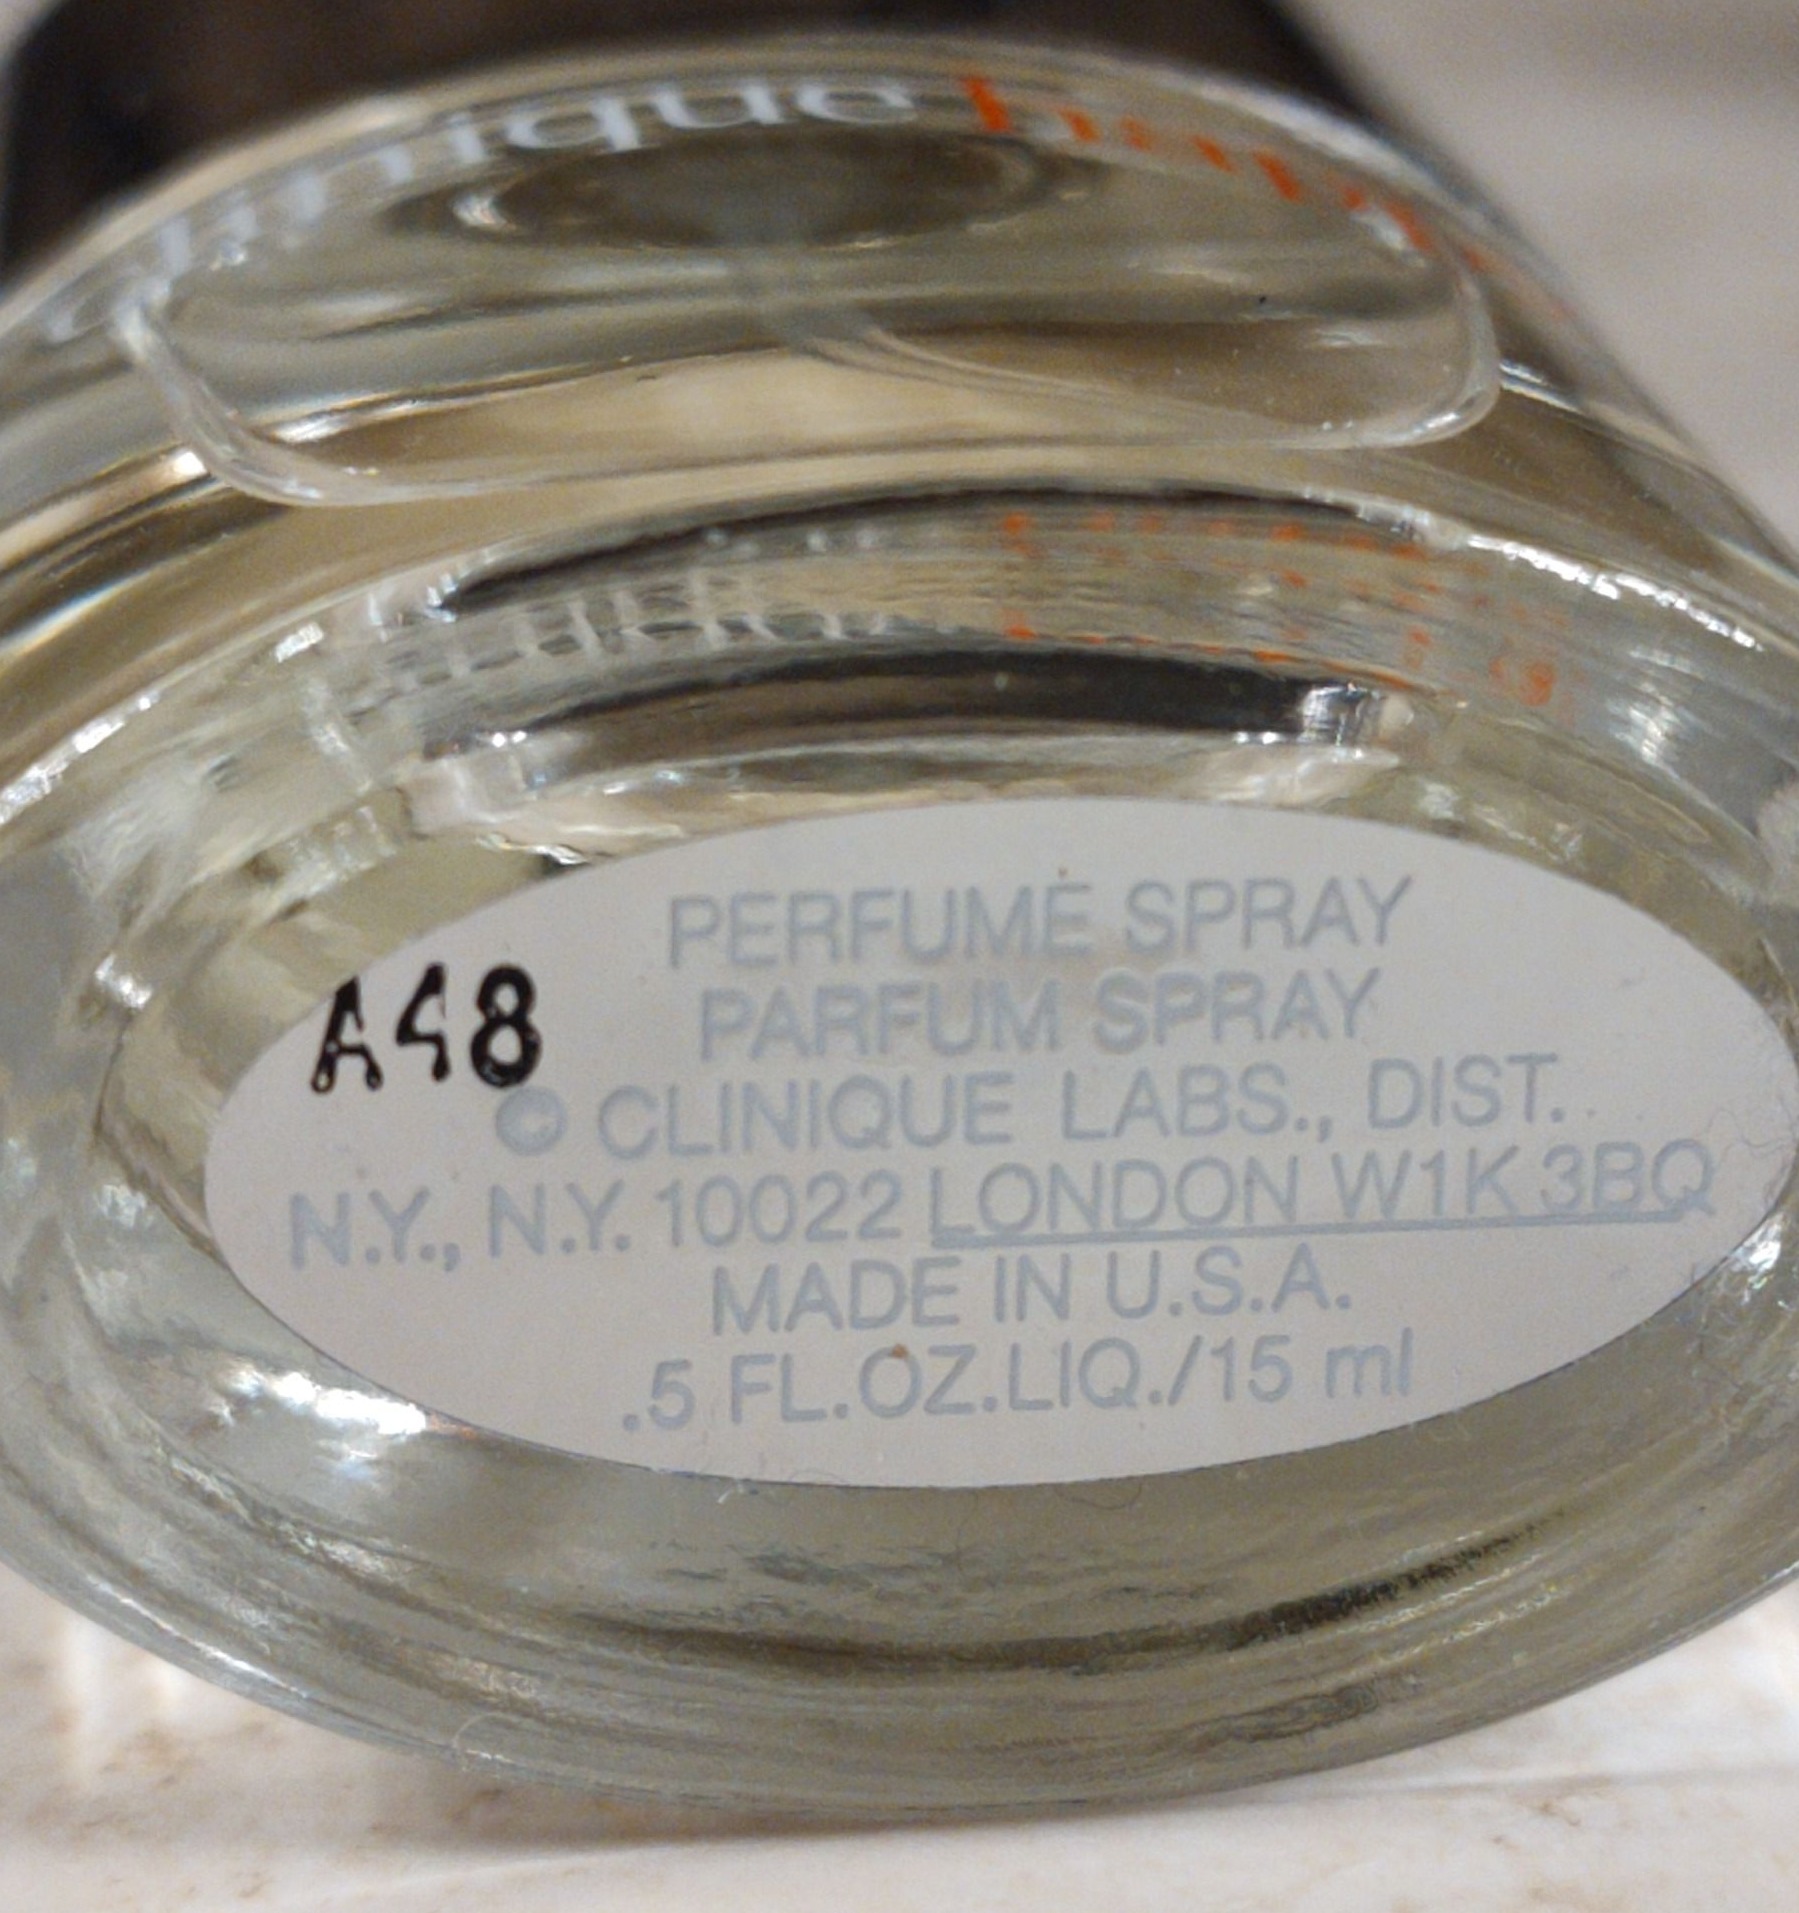 clinique
A48
PERFUME SPRAY
PARFUM SPRAY
© CLINIQUE LABS., DIST.
N.Y., N.Y. 10022 LONDON W1K 3BQ
MADE IN U.S.A.
.5 FL.OZ.LIQ./15 ml